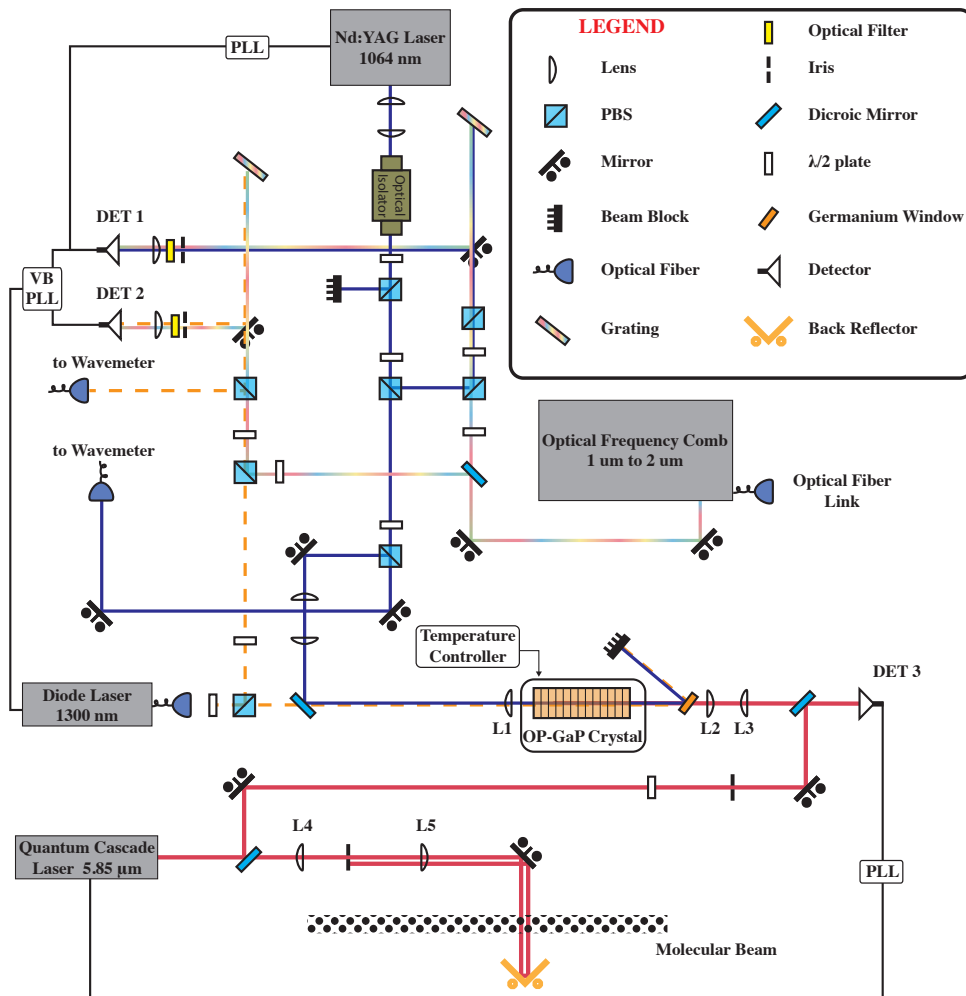 Nd:YAG Laser
1064 nm
PLL
Optical
Isolator
DET 1
VB
PLL
DET 2
to Wavemeter
to Wavemeter
LEGEND
Lens
PBS
Mirror
Beam Block
Optical Fiber
Grating
Optical Filter
Iris
Dicroic Mirror
λ/2 plate
Germanium Window
Detector
Back Reflector
Optical Frequency Comb
1 um to 2 um
Optical Fiber
Link
Temperature
Controller
Diode Laser
1300 nm
L1
OP-GaP Crystal
L2
L3
DET 3
Quantum Cascade
Laser 5.85 μm
L4
L5
PLL
Molecular Beam